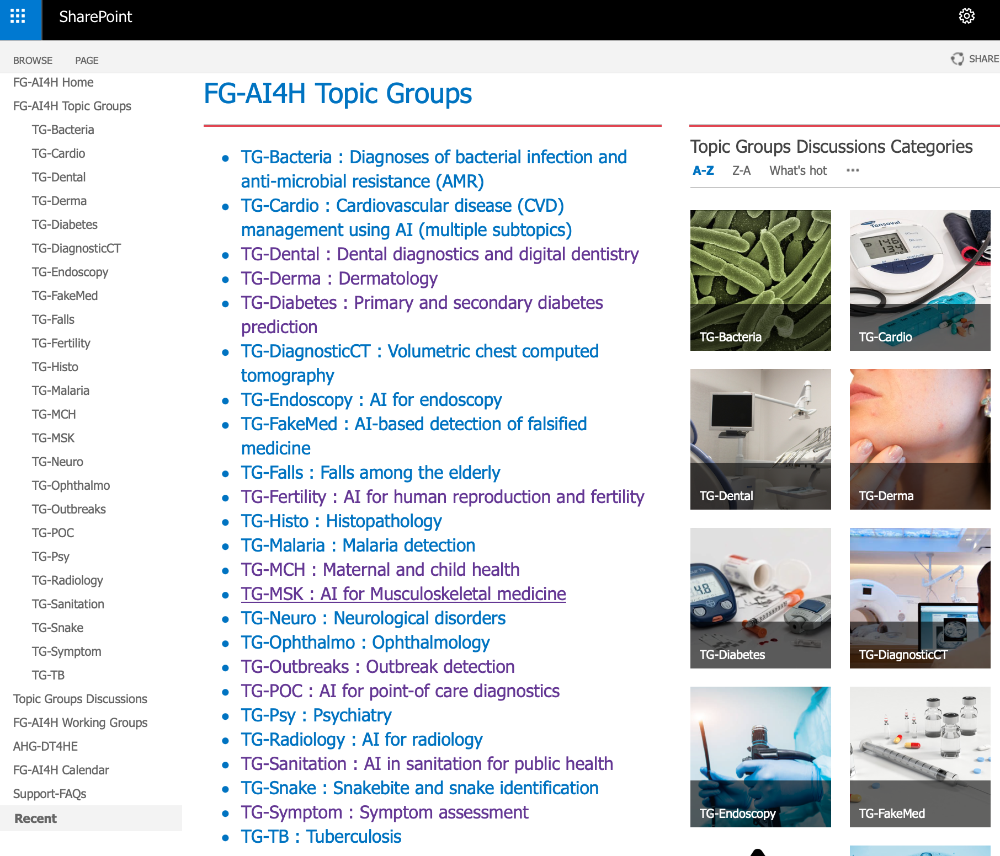 SharePoint
BROWSE PAGE
SHARE
FG-AI4H Home
FG-AI4H Topic Groups
TG-Bacteria
TG-Cardio
TG-Dental
TG-Derma
TG-Diabetes
TG-DiagnosticCT
TG-Endoscopy
TG-FakeMed
TG-Falls
TG-Fertility
TG-Histo
TG-Malaria
TG-MCH
TG-MSK
TG-Neuro
TG-Ophthalmo
TG-Outbreaks
TG-POC
TG-Psy
TG-Radiology
TG-Sanitation
TG-Snake
TG-Symptom
TG-TB
Topic Groups Discussions
FG-AI4H Working Groups
AHG-DT4HE
FG-AI4H Calendar
Support-FAQs
Recent
FG-AI4H Topic Groups
TG-Bacteria : Diagnoses of bacterial infection and
anti-microbial resistance (AMR)
TG-Cardio : Cardiovascular disease (CVD)
management using AI (multiple subtopics)
TG-Dental : Dental diagnostics and digital dentistry
TG-Derma : Dermatology
TG-Diabetes : Primary and secondary diabetes
prediction
TG-DiagnosticCT : Volumetric chest computed
tomography
TG-Endoscopy : AI for endoscopy
TG-FakeMed : AI-based detection of falsified
medicine
TG-Falls : Falls among the elderly
TG-Fertility : AI for human reproduction and fertility
TG-Histo : Histopathology
TG-Malaria : Malaria detection
TG-MCH : Maternal and child health
TG-MSK : AI for Musculoskeletal medicine
TG-Neuro : Neurological disorders
TG-Ophthalmo : Ophthalmology
TG-Outbreaks : Outbreak detection
TG-POC : AI for point-of care diagnostics
TG-Psy : Psychiatry
TG-Radiology : AI for radiology
TG-Sanitation : AI in sanitation for public health
TG-Snake : Snakebite and snake identification
TG-Symptom : Symptom assessment
TG-TB : Tuberculosis
Topic Groups Discussions Categories
A-Z Z-A What's hot •••
TG-Bacteria
Tensoval
146
134
START/STOP
TG-Cardio
TG-Dental
TG-Derma
4.8
TG-Diabetes
TG-DiagnosticCT
TG-Endoscopy
TG-FakeMed